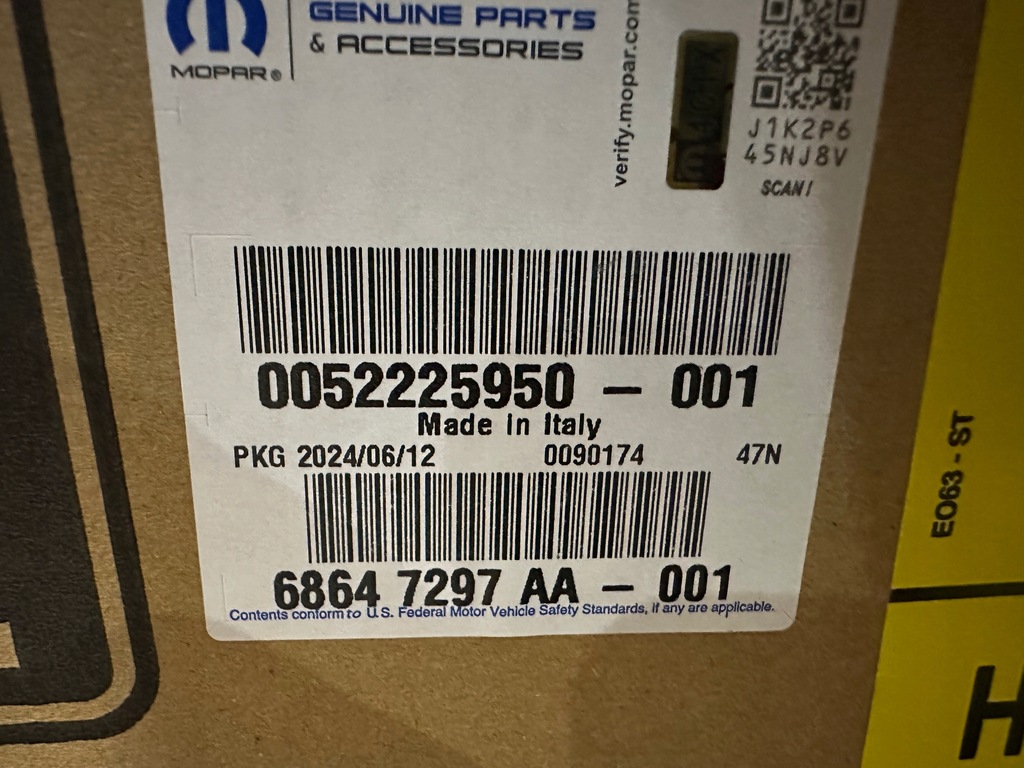 GENUINE PARTS
& ACCESSORIES
MOPAR®
verify.mopar.com
J1K2P6
45NJ8V
SCAN!
0052225950 – 001
Made in Italy
PKG 2024/06/12 0090174 47N
6864 7297 AA – 001
Contents conform to U.S. Federal Motor Vehicle Safety Standards, if any are applicable.
EO63 - ST
H